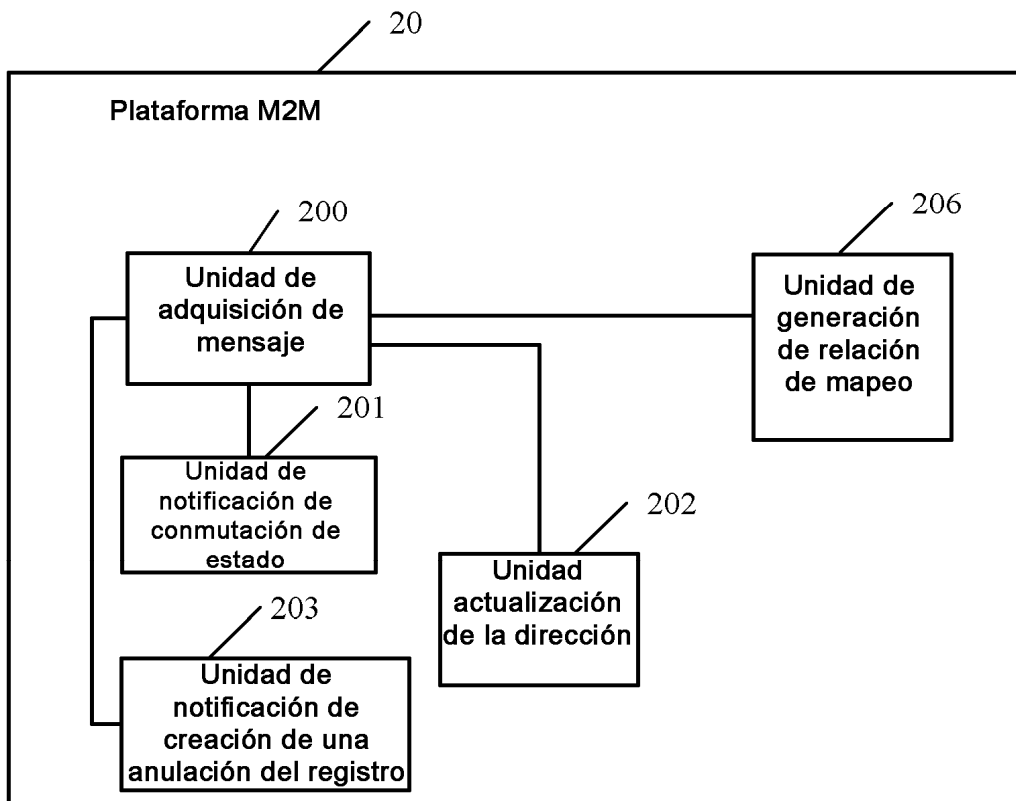 20
Plataforma M2M
200
Unidad de
adquisición de
mensaje
206
Unidad de
generación
de relación
de mapeo
201
Unidad de
notificación de
conmutación de
estado
202
Unidad
actualización
de la dirección
203
Unidad de
notificación de
creación de una
anulación del registro